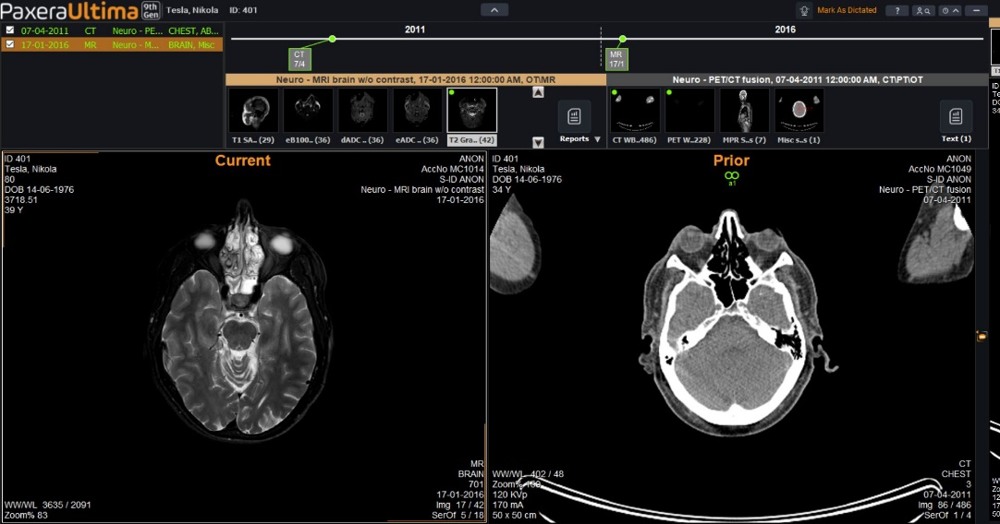 PaxeraUltima 9th Gen Tesla, Nikola ID: 401
Mark As Dictated ?
07-04-2011 CT Neuro - PE... CHEST, AB...
17-01-2016 MR Neuro - M... BRAIN, Misc
2011
2016
CT
7/4
MR
17/1
Neuro - MRI brain w/o contrast, 17-01-2016 12:00:00 AM, OT\MR
T1 SA.. (29)
eB100.. (36)
dADC .. (36)
eADC .. (36)
T2 Gra.. (42)
Reports
Neuro - PET/CT fusion, 07-04-2011 12:00:00 AM, CT\PT\OT
CT WB..486)
PET W..228)
MPR S..s (7)
Misc s..s (1)
Text (1)
Current
ID 401
Tesla, Nikola
80
DOB 14-06-1976
3718.51
39 Y
ANON
AccNo MC1014
S-ID ANON
Neuro - MRI brain w/o contrast
17-01-2016
WW/WL 3635 / 2091
Zoom% 83
MR
BRAIN
701
17-01-2016
Img 17 / 42
SerOf 5 / 18
Prior
a1
ID 401
Tesla, Nikola
DOB 14-06-1976
34 Y
ANON
AccNo MC1049
S-ID ANON
Neuro - PET/CT fusion
07-04-2011
WW/WL 402 / 48
120 KVp
170 mA
50 x 50 cm
CT
CHEST
3
07-04-2011
Img 86 / 486
SerOf 1 / 4